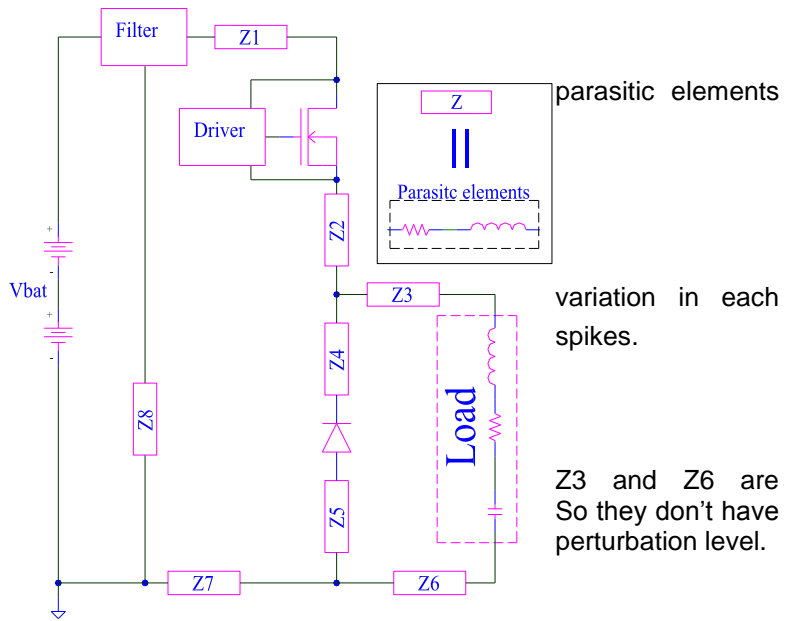 Filter
Z1
parasitic elements
Z
Driver
Parasitc elements
Z2
+
-
Vbat
+
-
Z3
variation in each
spikes.
Z4
Load
Z8
Z5
Z3 and Z6 are
So they don't have
perturbation level.
Z7
Z6